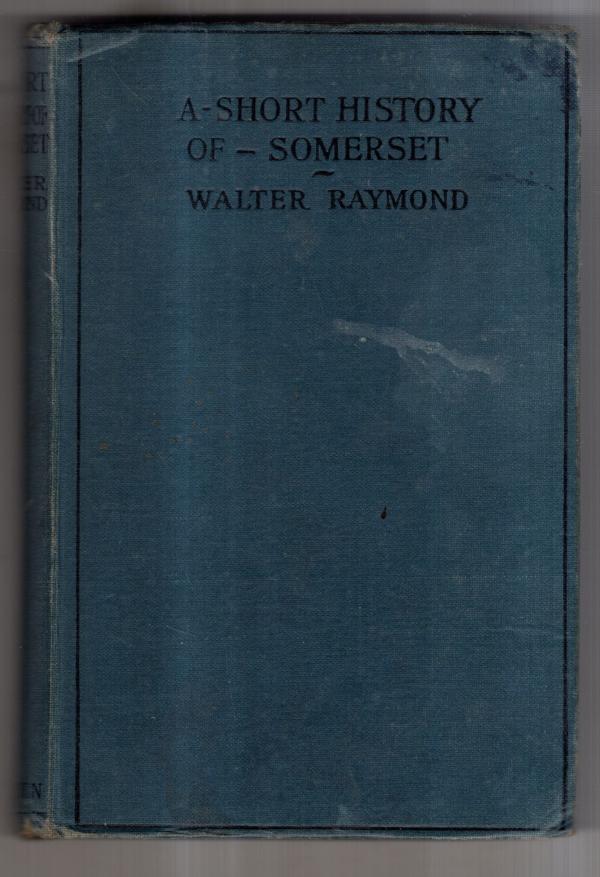 A-SHORT HISTORY
OF – SOMERSET
~
WALTER RAYMOND